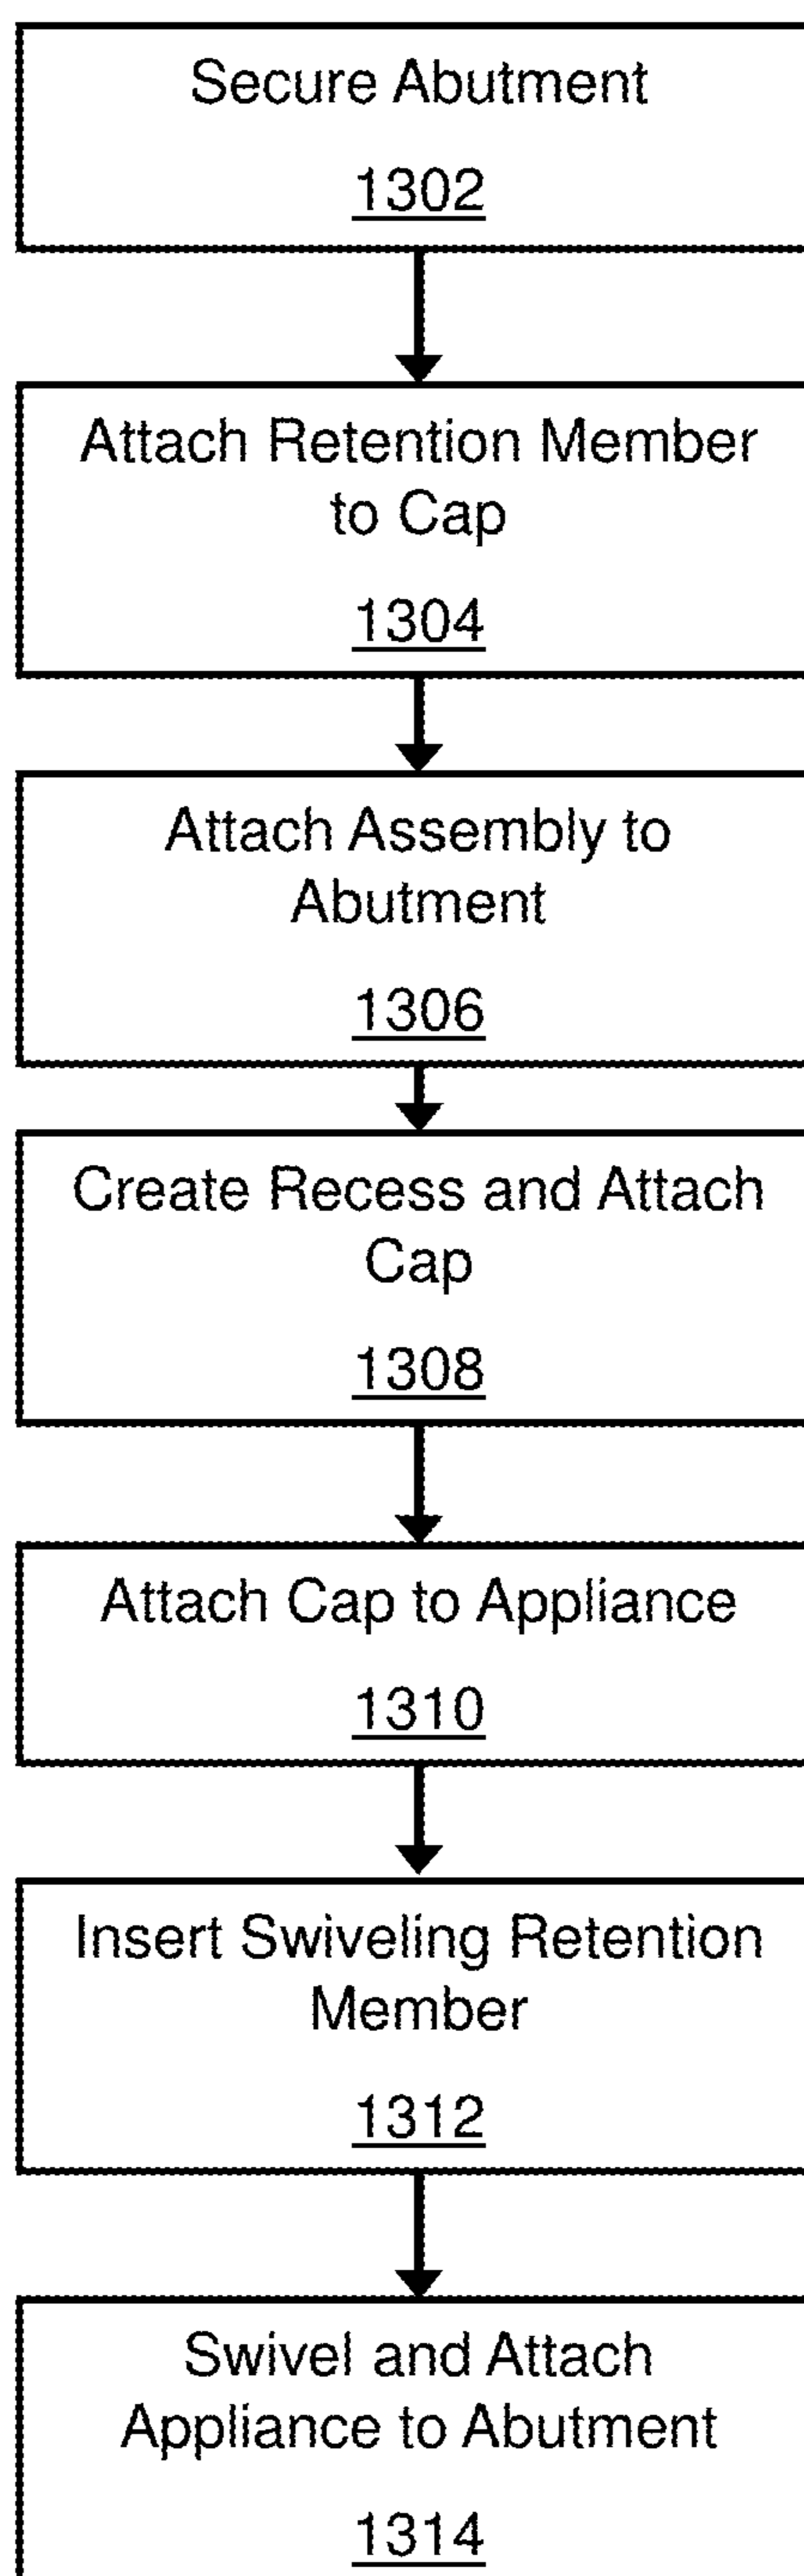 Secure Abutment
1302
Attach Retention Member
to Cap
1304
Attach Assembly to
Abutment
1306
Create Recess and Attach
Cap
1308
Attach Cap to Appliance
1310
Insert Swiveling Retention
Member
1312
Swivel and Attach
Appliance to Abutment
1314